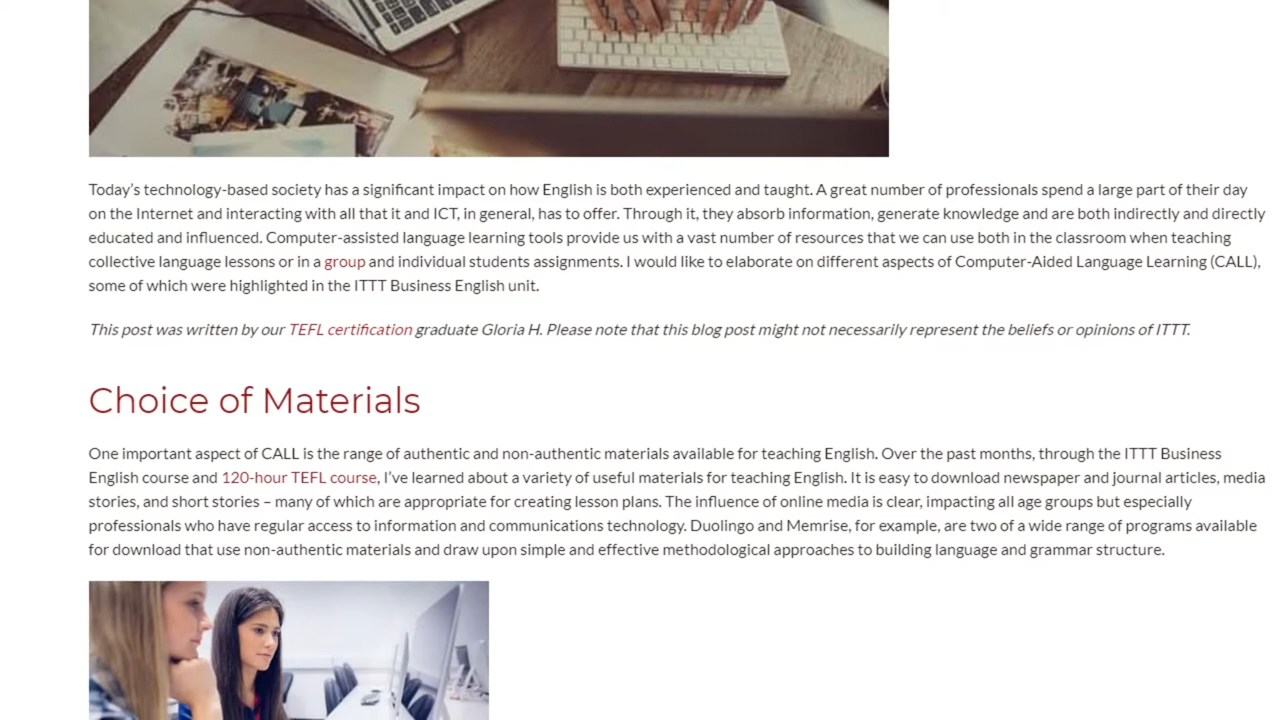 Today’s technology-based society has a significant impact on how English is both experienced and taught. A great number of professionals spend a large part of their day
on the Internet and interacting with all that it and ICT, in general, has to offer. Through it, they absorb information, generate knowledge and are both indirectly and directly
educated and influenced. Computer-assisted language learning tools provide us with a vast number of resources that we can use both in the classroom when teaching
collective language lessons or in a group and individual students assignments. I would like to elaborate on different aspects of Computer-Aided Language Learning (CALL),
some of which were highlighted in the ITTT Business English unit.
This post was written by our TEFL certification graduate Gloria H. Please note that this blog post might not necessarily represent the beliefs or opinions of ITTT.
Choice of Materials
One important aspect of CALL is the range of authentic and non-authentic materials available for teaching English. Over the past months, through the ITTT Business
English course and 120-hour TEFL course, I’ve learned about a variety of useful materials for teaching English. It is easy to download newspaper and journal articles, media
stories, and short stories – many of which are appropriate for creating lesson plans. The influence of online media is clear, impacting all age groups but especially
professionals who have regular access to information and communications technology. Duolingo and Memrise, for example, are two of a wide range of programs available
for download that use non-authentic materials and draw upon simple and effective methodological approaches to building language and grammar structure.